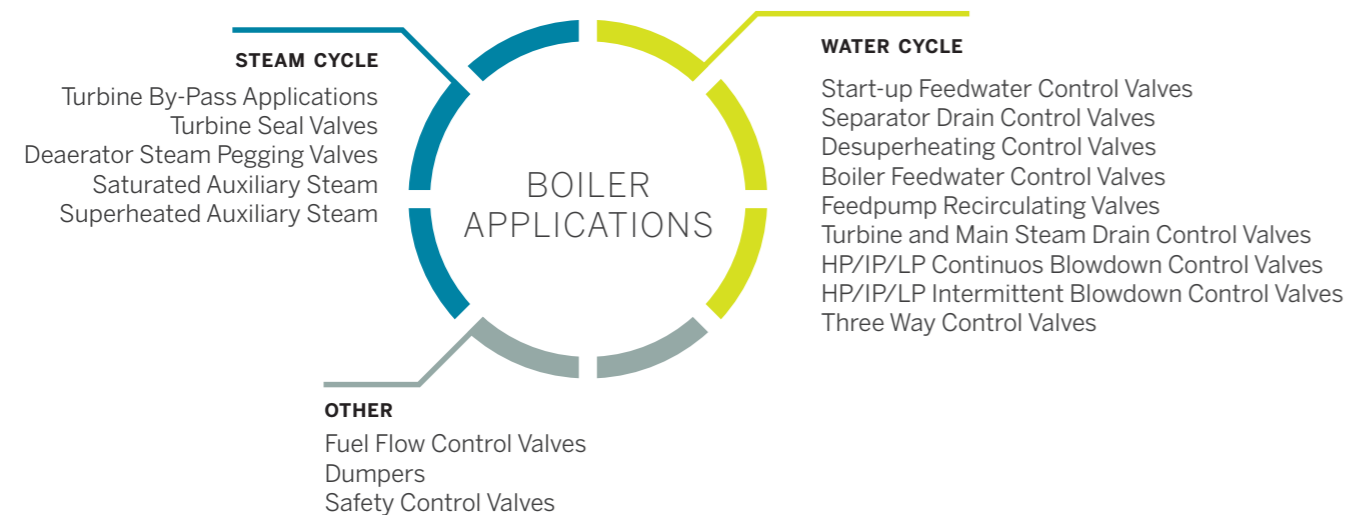 STEAM CYCLE
Turbine By-Pass Applications
Turbine Seal Valves
Deaerator Steam Pegging Valves
Saturated Auxiliary Steam
Superheated Auxiliary Steam
BOILER
APPLICATIONS
WATER CYCLE
Start-up Feedwater Control Valves
Separator Drain Control Valves
Desuperheating Control Valves
Boiler Feedwater Control Valves
Feedpump Recirculating Valves
Turbine and Main Steam Drain Control Valves
HP/IP/LP Continuos Blowdown Control Valves
HP/IP/LP Intermittent Blowdown Control Valves
Three Way Control Valves
OTHER
Fuel Flow Control Valves
Dumpers
Safety Control Valves